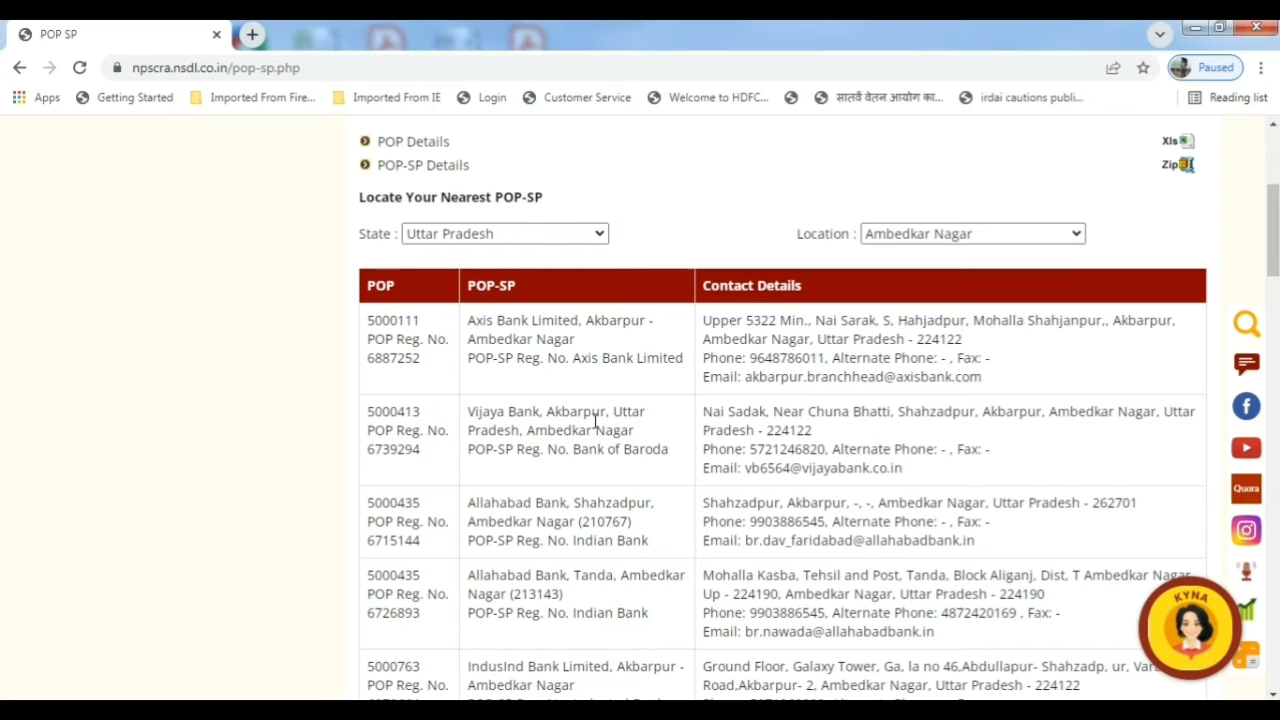 POP SP
npscra.nsdl.co.in/pop-sp.php
Paused
Apps
Getting Started
Imported From Fire...
Imported From IE
Login
Customer Service
Welcome to HDFC...
सातवें वेतन आयोग का...
irdai cautions publi...
Reading list
POP Details
Xls
POP-SP Details
Zip
Locate Your Nearest POP-SP
State : Uttar Pradesh
Location : Ambedkar Nagar
POP
POP-SP
Contact Details
5000111
POP Reg. No.
6887252
Axis Bank Limited, Akbarpur -
Ambedkar Nagar
POP-SP Reg. No. Axis Bank Limited
Upper 5322 Min., Nai Sarak, S, Hahjadpur, Mohalla Shahjanpur,, Akbarpur,
Ambedkar Nagar, Uttar Pradesh - 224122
Phone: 9648786011, Alternate Phone: - , Fax: -
Email: akbarpur.branchhead@axisbank.com
5000413
POP Reg. No.
6739294
Vijaya Bank, Akbarpur, Uttar
Pradesh, Ambedkar Nagar
POP-SP Reg. No. Bank of Baroda
Nai Sadak, Near Chuna Bhatti, Shahzadpur, Akbarpur, Ambedkar Nagar, Uttar
Pradesh - 224122
Phone: 5721246820, Alternate Phone: - , Fax: -
Email: vb6564@vijayabank.co.in
5000435
POP Reg. No.
6715144
Allahabad Bank, Shahzadpur,
Ambedkar Nagar (210767)
POP-SP Reg. No. Indian Bank
Shahzadpur, Akbarpur, -, -, Ambedkar Nagar, Uttar Pradesh - 262701
Phone: 9903886545, Alternate Phone: - , Fax: -
Email: br.dav_faridabad@allahabadbank.in
5000435
POP Reg. No.
6726893
Allahabad Bank, Tanda, Ambedkar
Nagar (213143)
POP-SP Reg. No. Indian Bank
Mohalla Kasba, Tehsil and Post, Tanda, Block Aliganj, Dist, T Ambedkar Nagar,
Up - 224190, Ambedkar Nagar, Uttar Pradesh - 224190
Phone: 9903886545, Alternate Phone: 4872420169 , Fax: -
Email: br.nawada@allahabadbank.in
5000763
POP Reg. No.
IndusInd Bank Limited, Akbarpur -
Ambedkar Nagar
Ground Floor, Galaxy Tower, Ga, la no 46,Abdullapur- Shahzadp, ur,
Road,Akbarpur- 2, Ambedkar Nagar, Uttar Pradesh - 224122
Quora
KYNA